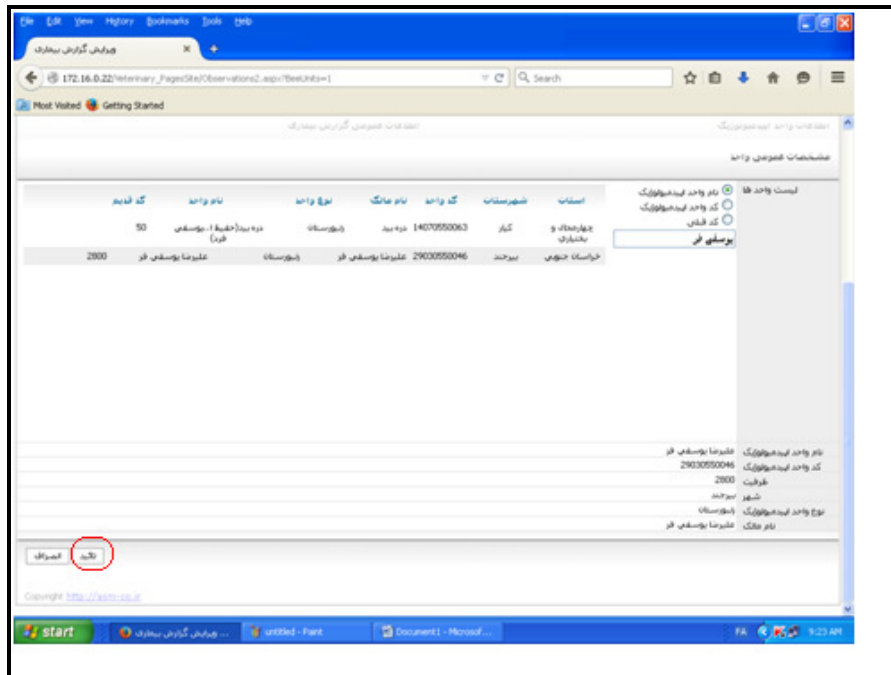 File Edit View History Bookmarks Tools Help
ویرایش گزارش بیماری
172.16.0.22/Veterinary_Pages/Site/Observations2.aspx?BeeUnits=1
Search
Most Visited Getting Started
اطلاعات واحد اپیدمیولوژیک اطلاعات عمومی گزارش بیماری
مشخصات عمومی واحد
لیست واحد ها
نام واحد اپیدمیولوژیک
کد واحد اپیدمیولوژیک
کد قبلی
یوسفی فر
استان شهرستان کد واحد نام مالک نوع واحد نام واحد کد قدیم
چهارمحال و بختیاری کیار 14070550063 دره بید زنبورستان 50
خراسان جنوبی بیرجند 29030550046 علیرضا یوسفی فر زنبورستان علیرضا یوسفی فر 2800
نام واحد اپیدمیولوژیک علیرضا یوسفی فر
کد واحد اپیدمیولوژیک 29030550046
ظرفیت 2800
شهر بیرجند
نوع واحد اپیدمیولوژیک زنبورستان
نام مالک علیرضا یوسفی فر
تائید انصراف
Copyright http://asm-co.ir
start
ویرایش گزارش بیماری ...
untitled - Paint
Document1 - Microsof...
FA 9:23 AM